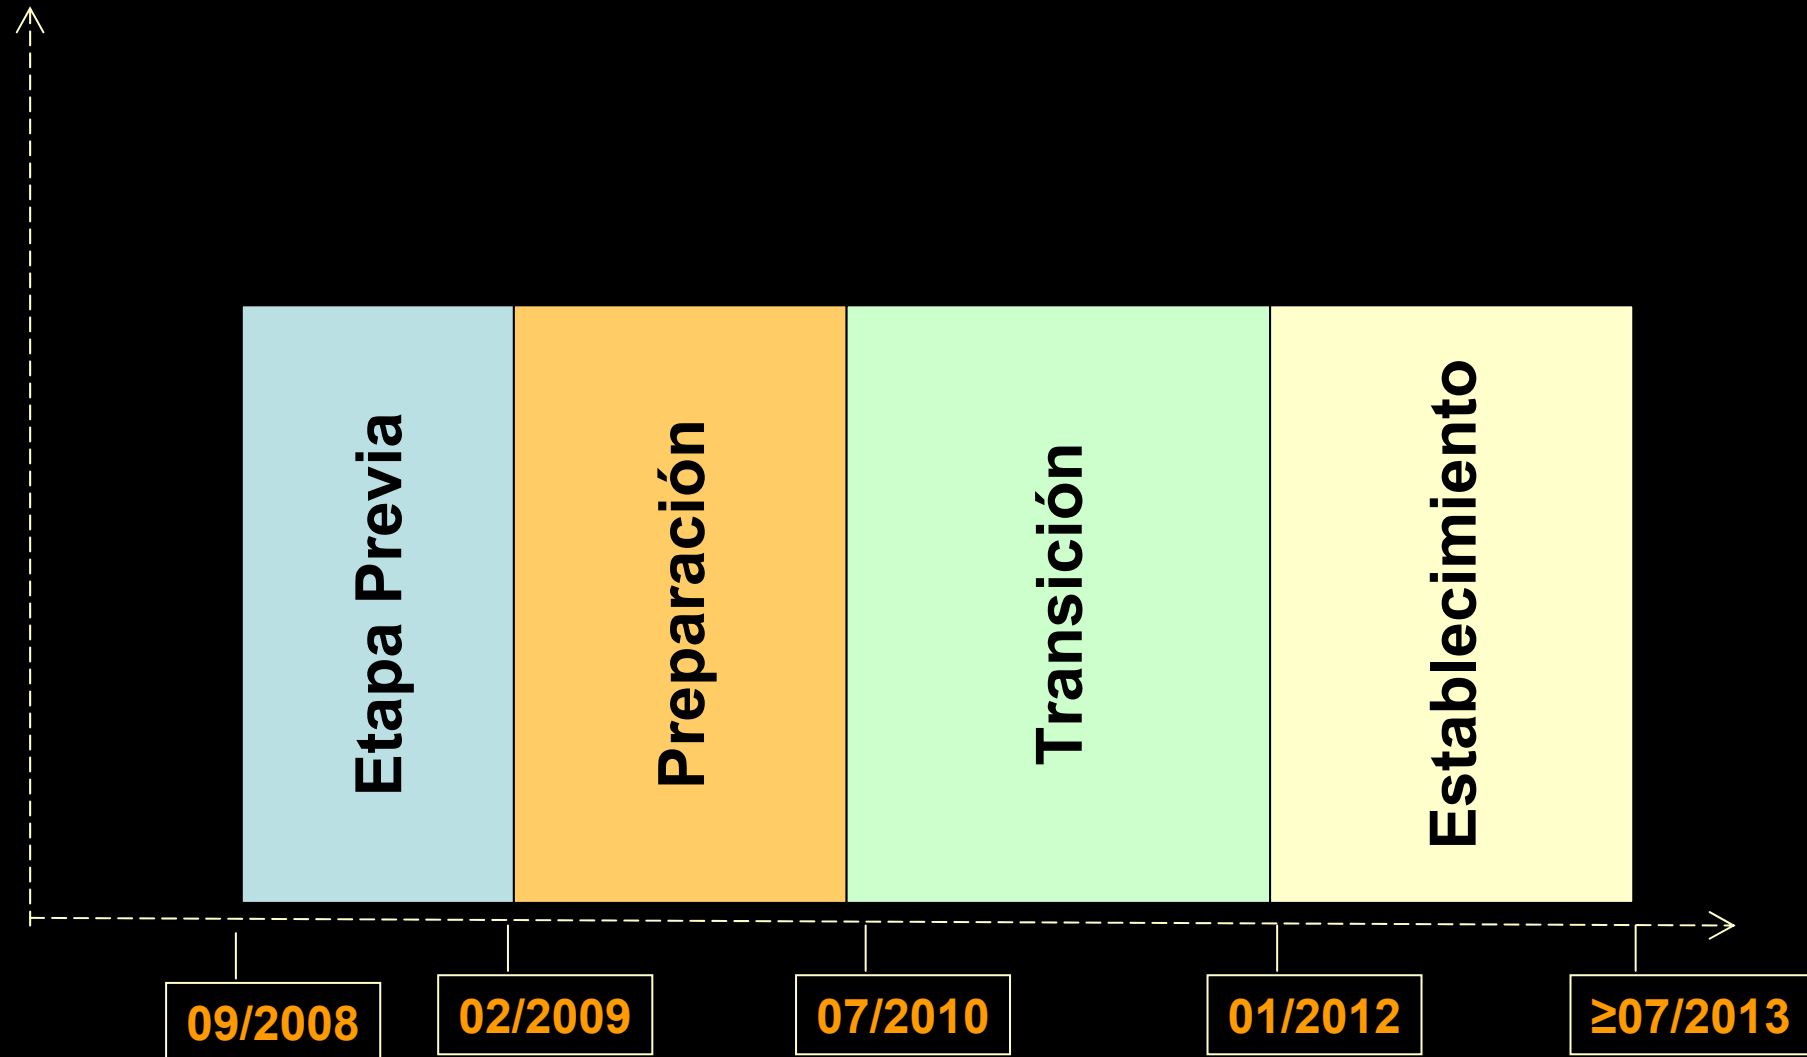 Etapa Previa
Preparación
Transición
Establecimiento
09/2008
02/2009
07/2010
01/2012
≥07/2013